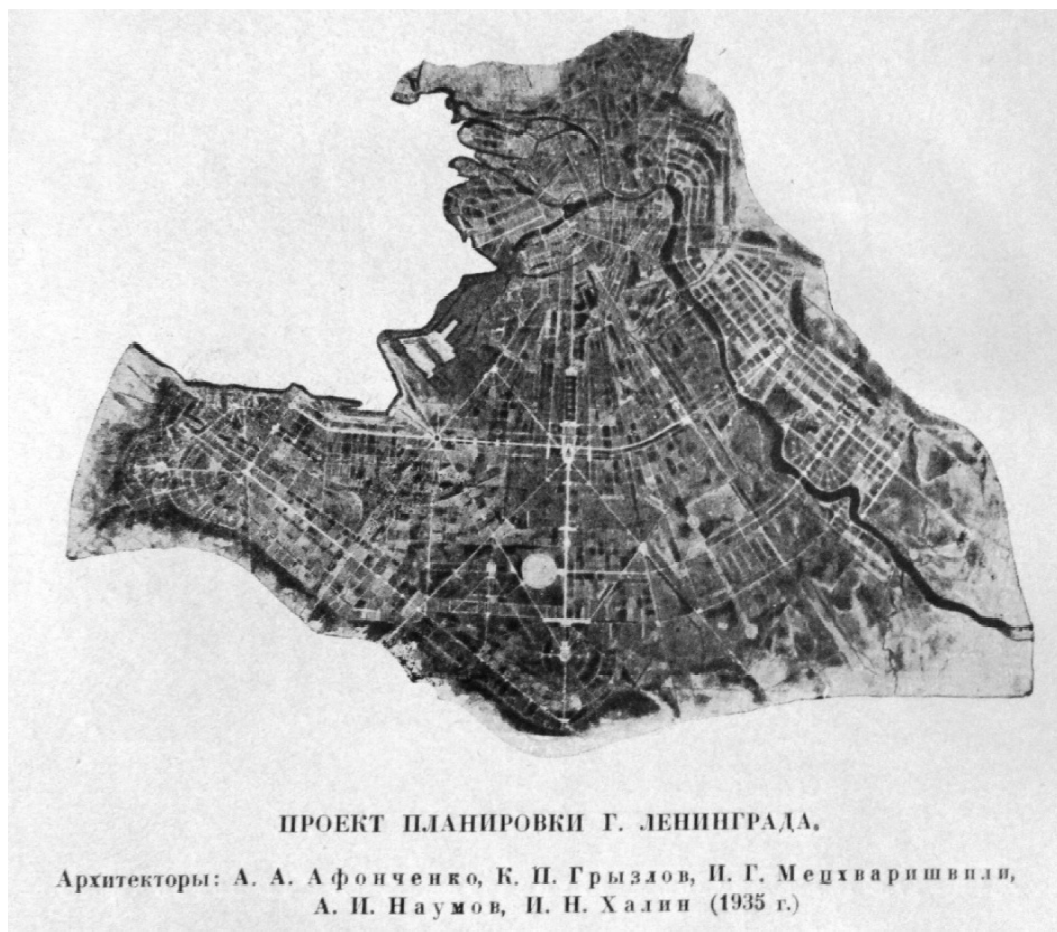 ПРОЕКТ ПЛАНИРОВКИ Г. ЛЕНИНГРАДА.
Архитекторы: А. А. Афонченко, К. П. Грызлов, И. Г. Мецхваришвили,
А. И. Наумов, И. Н. Халин (1935 г.)